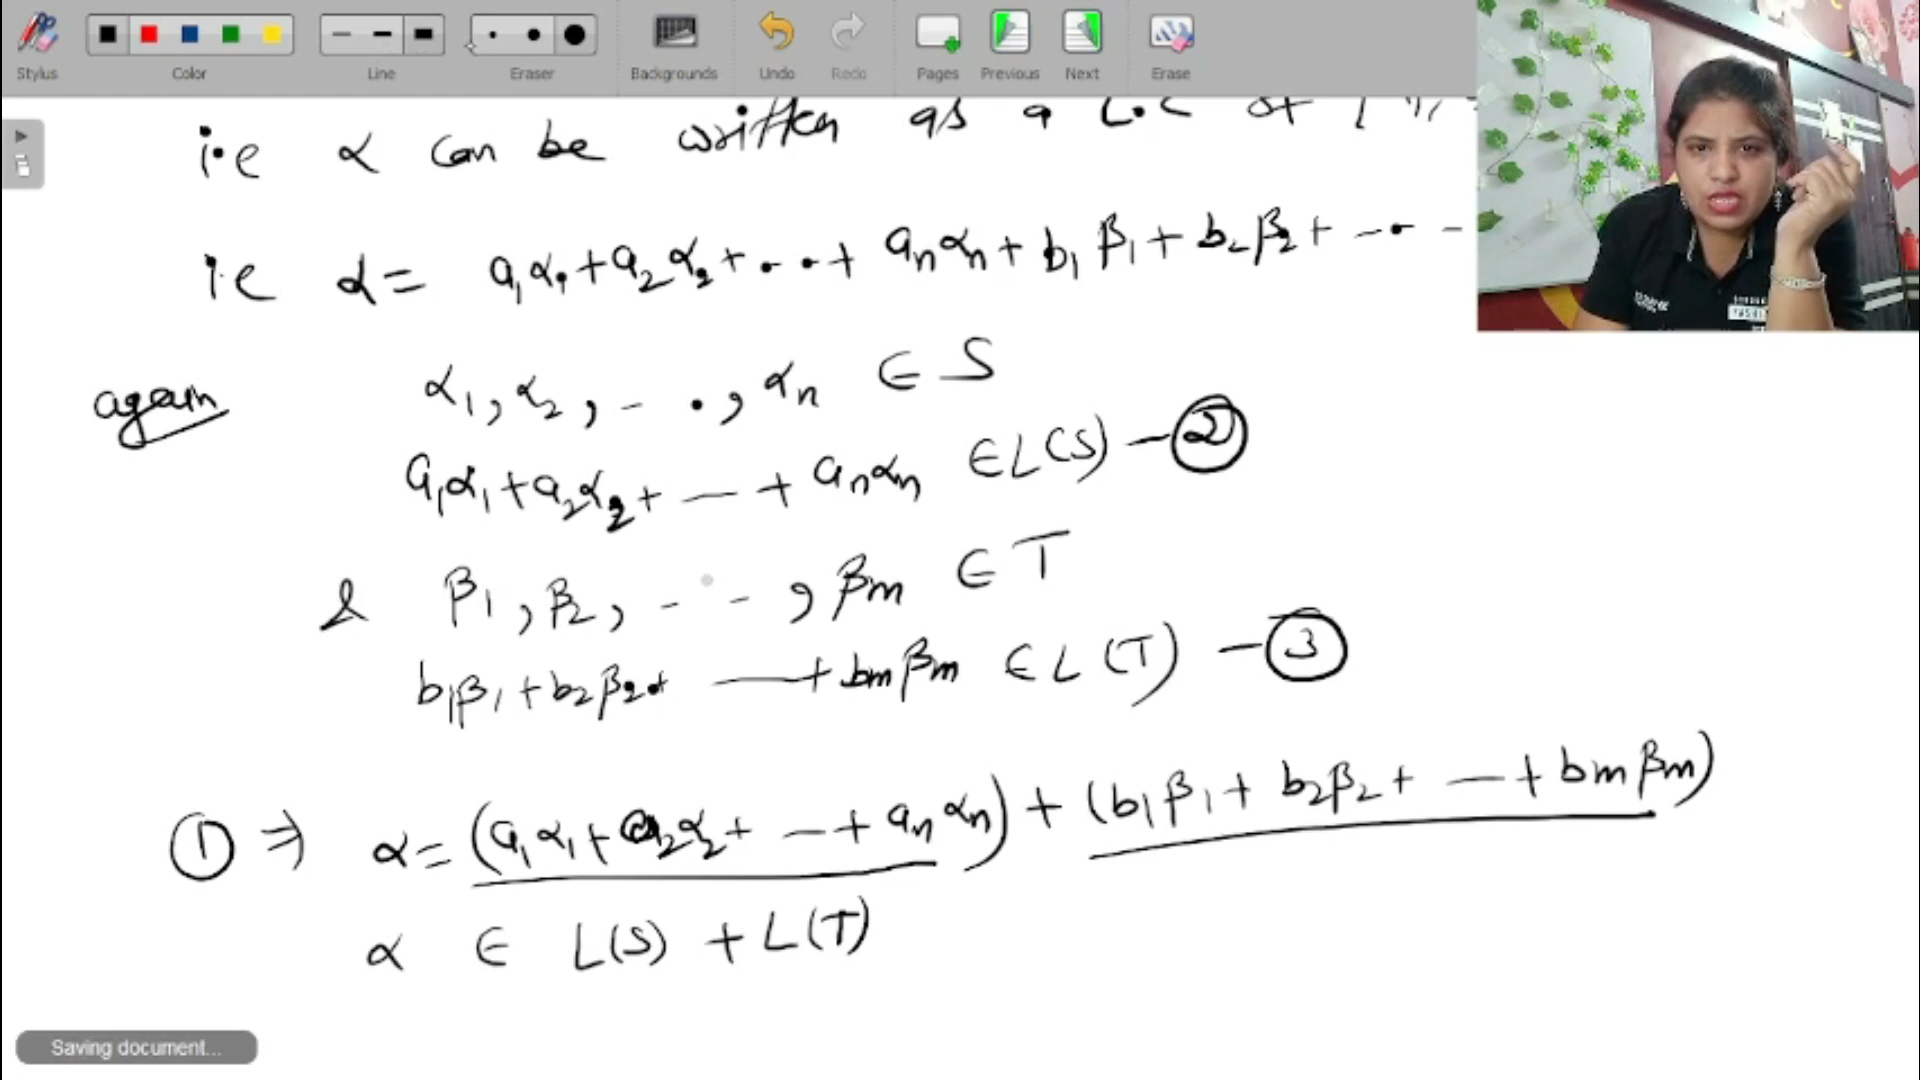 Stylus
Color
Line
Eraser
Backgrounds
Undo
Redo
Pages
Previous
Next
Erase
i.e α can be written as a L.C of
i.e α = a₁α₁ + a₂α₂ + ... + aₙαₙ + b₁β₁ + b₂β₂ + ---
again α₁, α₂, - - ., αₙ ∈ S
a₁α₁ + a₂α₂ + — + aₙαₙ ∈ L(S) - ②
& β₁, β₂, - - -, βm ∈ T
b₁β₁ + b₂β₂ + — + bmβm ∈ L(T) - ③
① ⇒ α = (a₁α₁ + a₂α₂ + — + aₙαₙ) + (b₁β₁ + b₂β₂ + — + bmβm)
α ∈ L(S) + L(T)
Saving document...